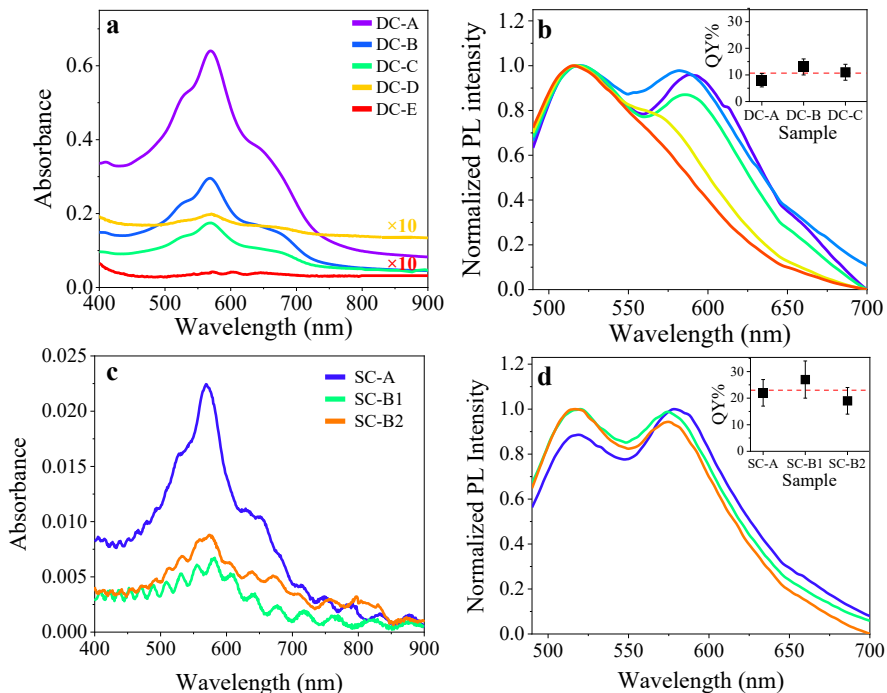 a
DC-A
DC-B
DC-C
DC-D
DC-E
×10
×10
0.6
0.4
0.2
0.0
400 500 600 700 800 900
Absorbance
Wavelength (nm)
b
1.0
0.8
0.6
0.4
0.2
0.0
500 550 600 650 700
Normalized PL intensity
Wavelength (nm)
QY%
30
20
10
0
DC-A DC-B DC-C
Sample
c
SC-A
SC-B1
SC-B2
0.025
0.020
0.015
0.010
0.005
0.000
400 500 600 700 800 900
Absorbance
Wavelength (nm)
d
1.2
1.0
0.8
0.6
0.4
1.0
0.0
500 550 600 650 700
Normalized PL Intensity
Wavelength (nm)
QY%
30
20
10
0
SC-A SC-B1 SC-B2
Sample